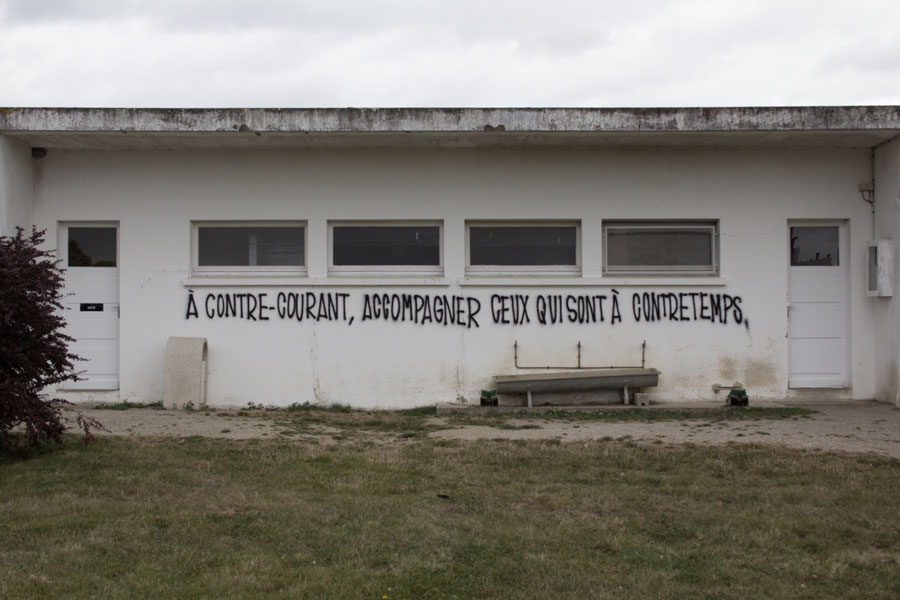 À CONTRE-COURANT, ACCOMPAGNER CEUX QUI SONT À CONTRETEMPS.